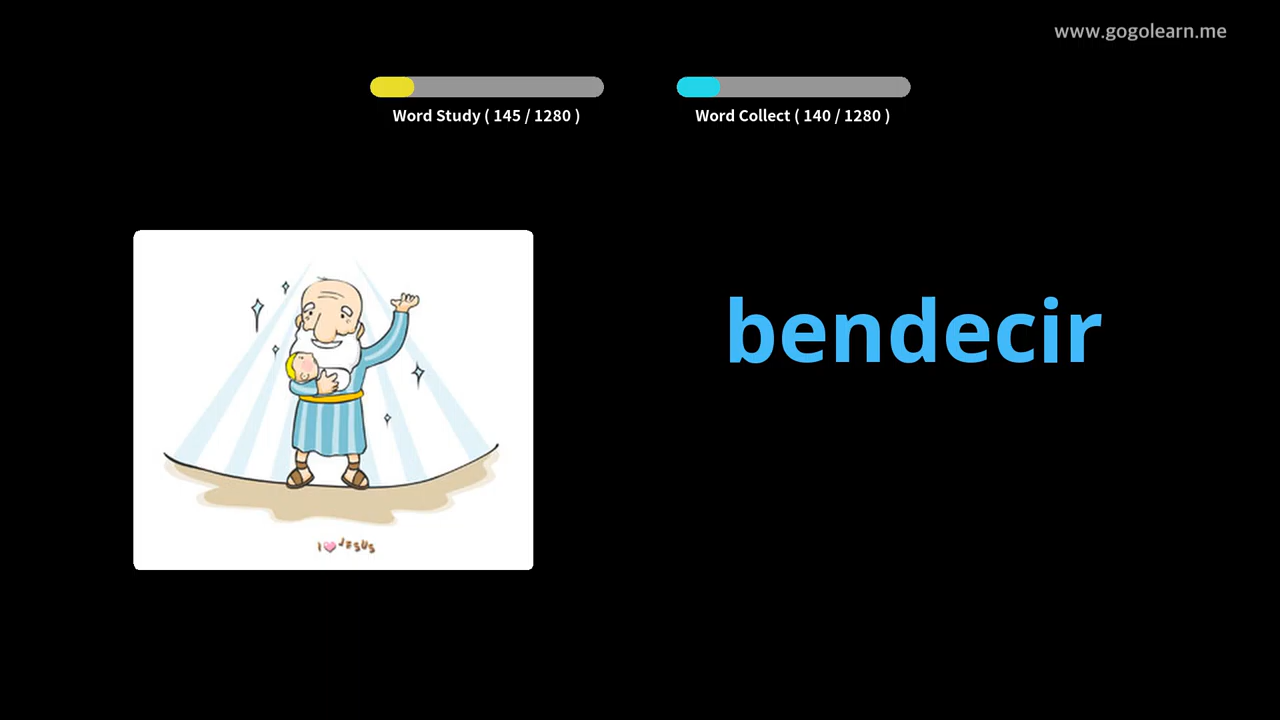 www.gogolearn.me
Word Study ( 145 / 1280 )
Word Collect ( 140 / 1280 )
bendecir
I ❤ JESUS